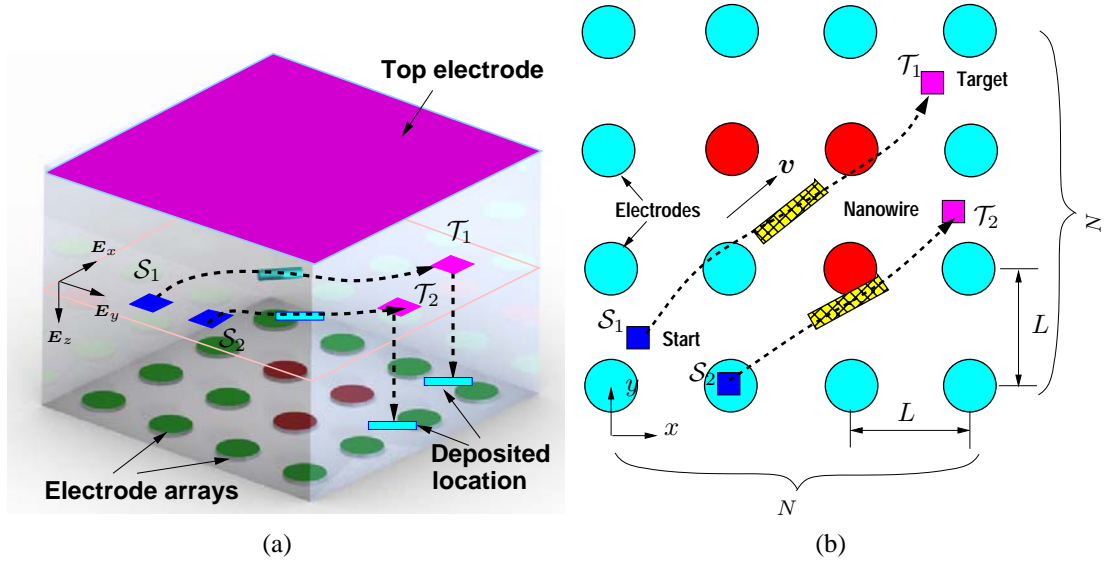 Top electrode
E_x
E_y
E_z
S_1
S_2
T_1
T_2
Deposited
location
Electrode arrays
(a)
T_1
Target
v
Electrodes
Nanowire
T_2
S_1
Start
S_2
y
x
L
L
N
N
(b)